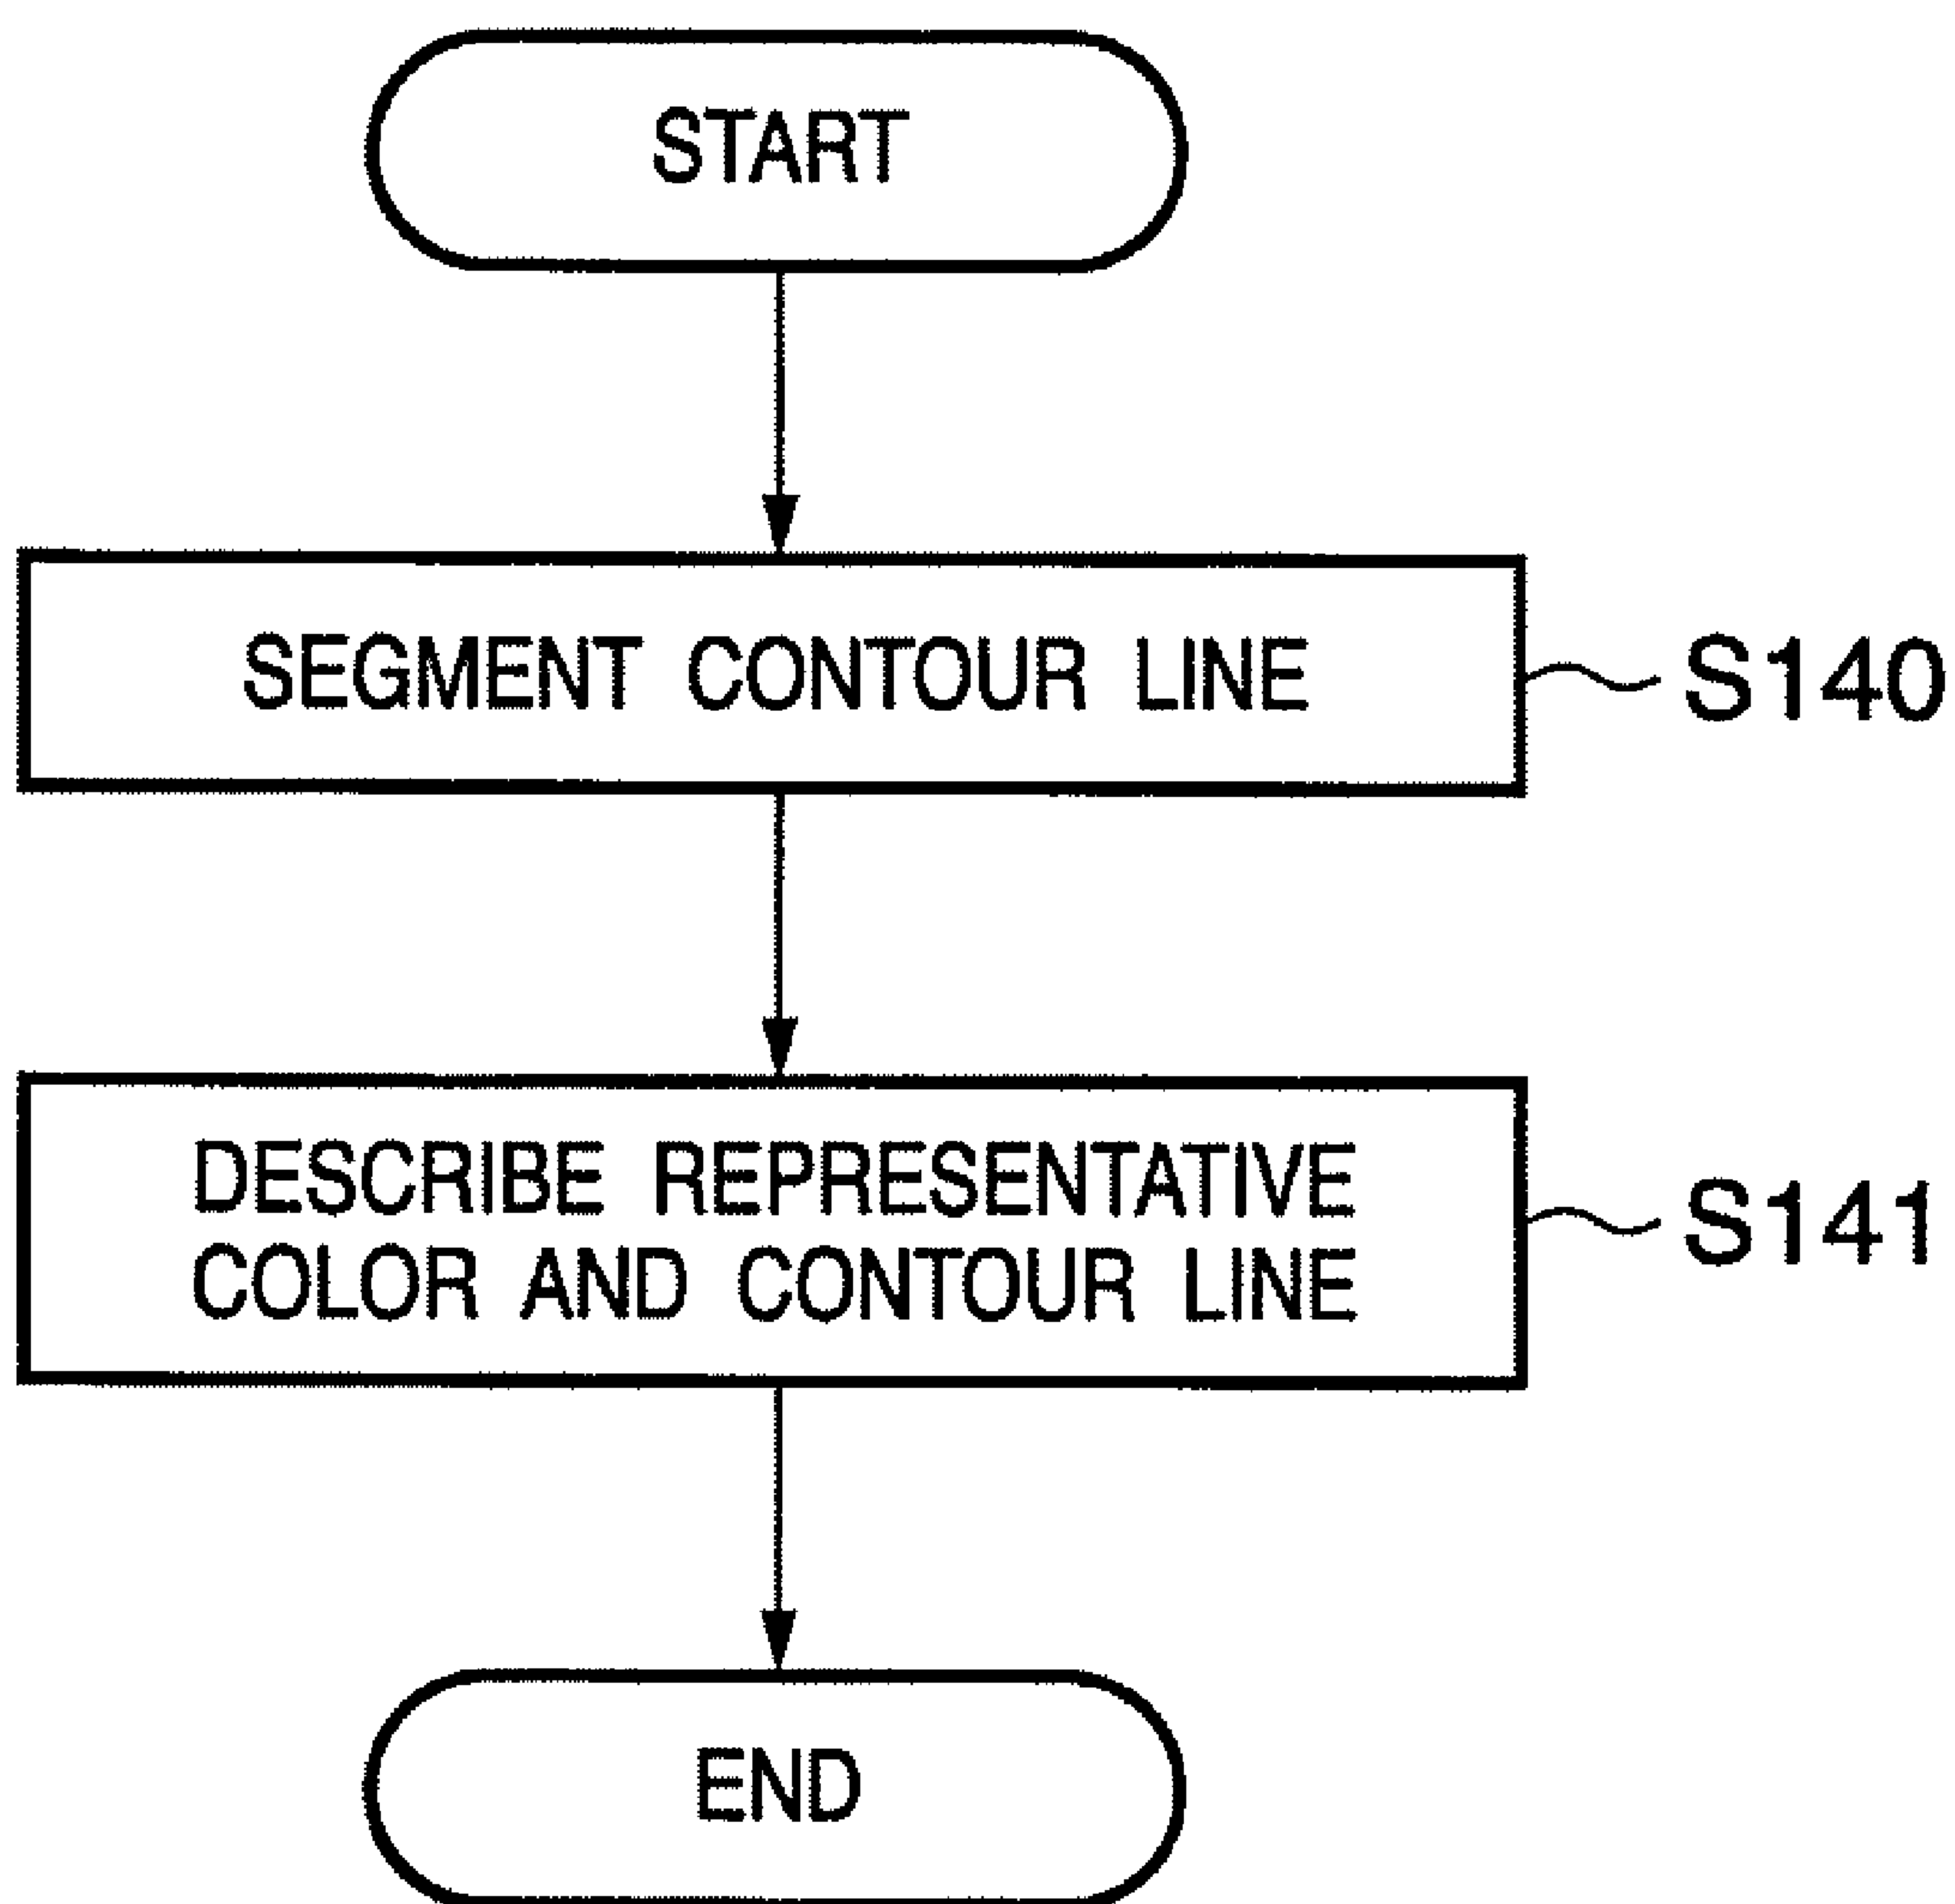 START
SEGMENT CONTOUR LINE
S140
DESCRIBE REPRESENTATIVE
COLOR AND CONTOUR LINE
S141
END